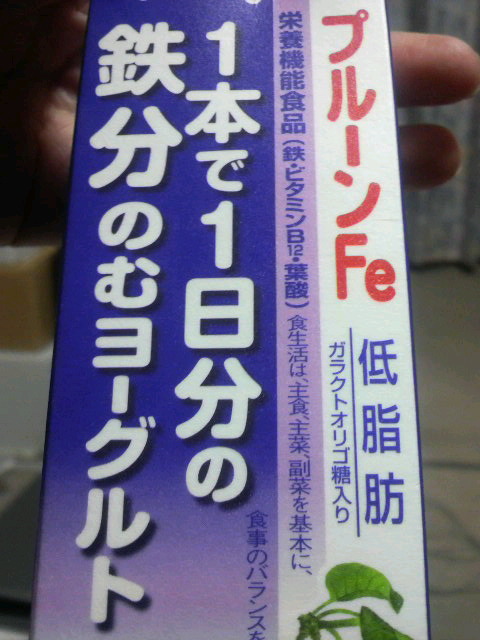 プルーンFe
低脂肪
ガラクトオリゴ糖入り
栄養機能食品(鉄・ビタミンB12・葉酸)
食生活は、主食、主菜、副菜を基本に、
食事のバランスを
1本で1日分の
鉄分のむヨーグルト